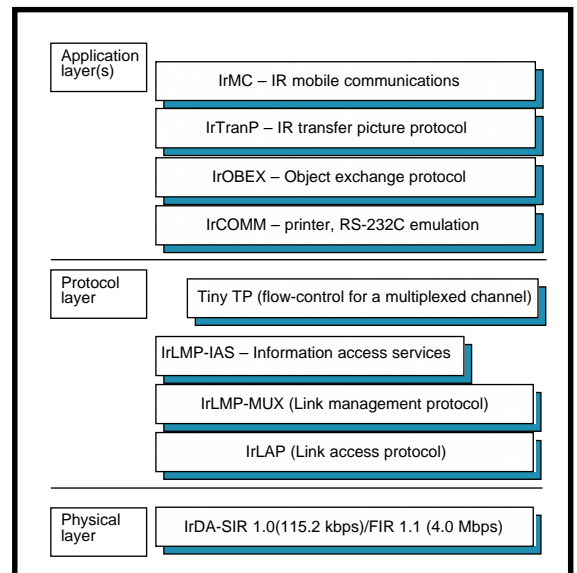 Application
layer(s)
IrMC – IR mobile communications
IrTranP – IR transfer picture protocol
IrOBEX – Object exchange protocol
IrCOMM – printer, RS-232C emulation
Protocol
layer
Tiny TP (flow-control for a multiplexed channel)
IrLMP-IAS – Information access services
IrLMP-MUX (Link management protocol)
IrLAP (Link access protocol)
Physical
layer
IrDA-SIR 1.0(115.2 kbps)/FIR 1.1 (4.0 Mbps)